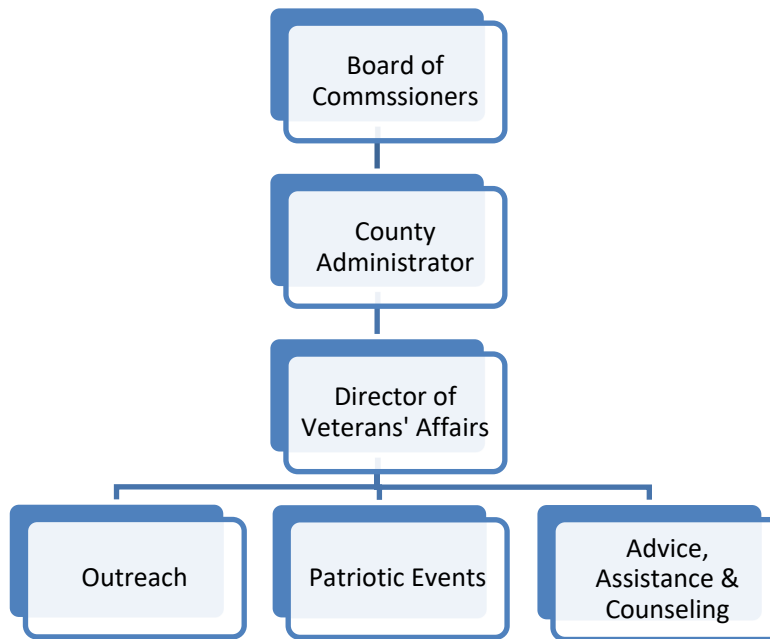 Board of
Commssioners
County
Administrator
Director of
Veterans' Affairs
Outreach
Patriotic Events
Advice,
Assistance &
Counseling